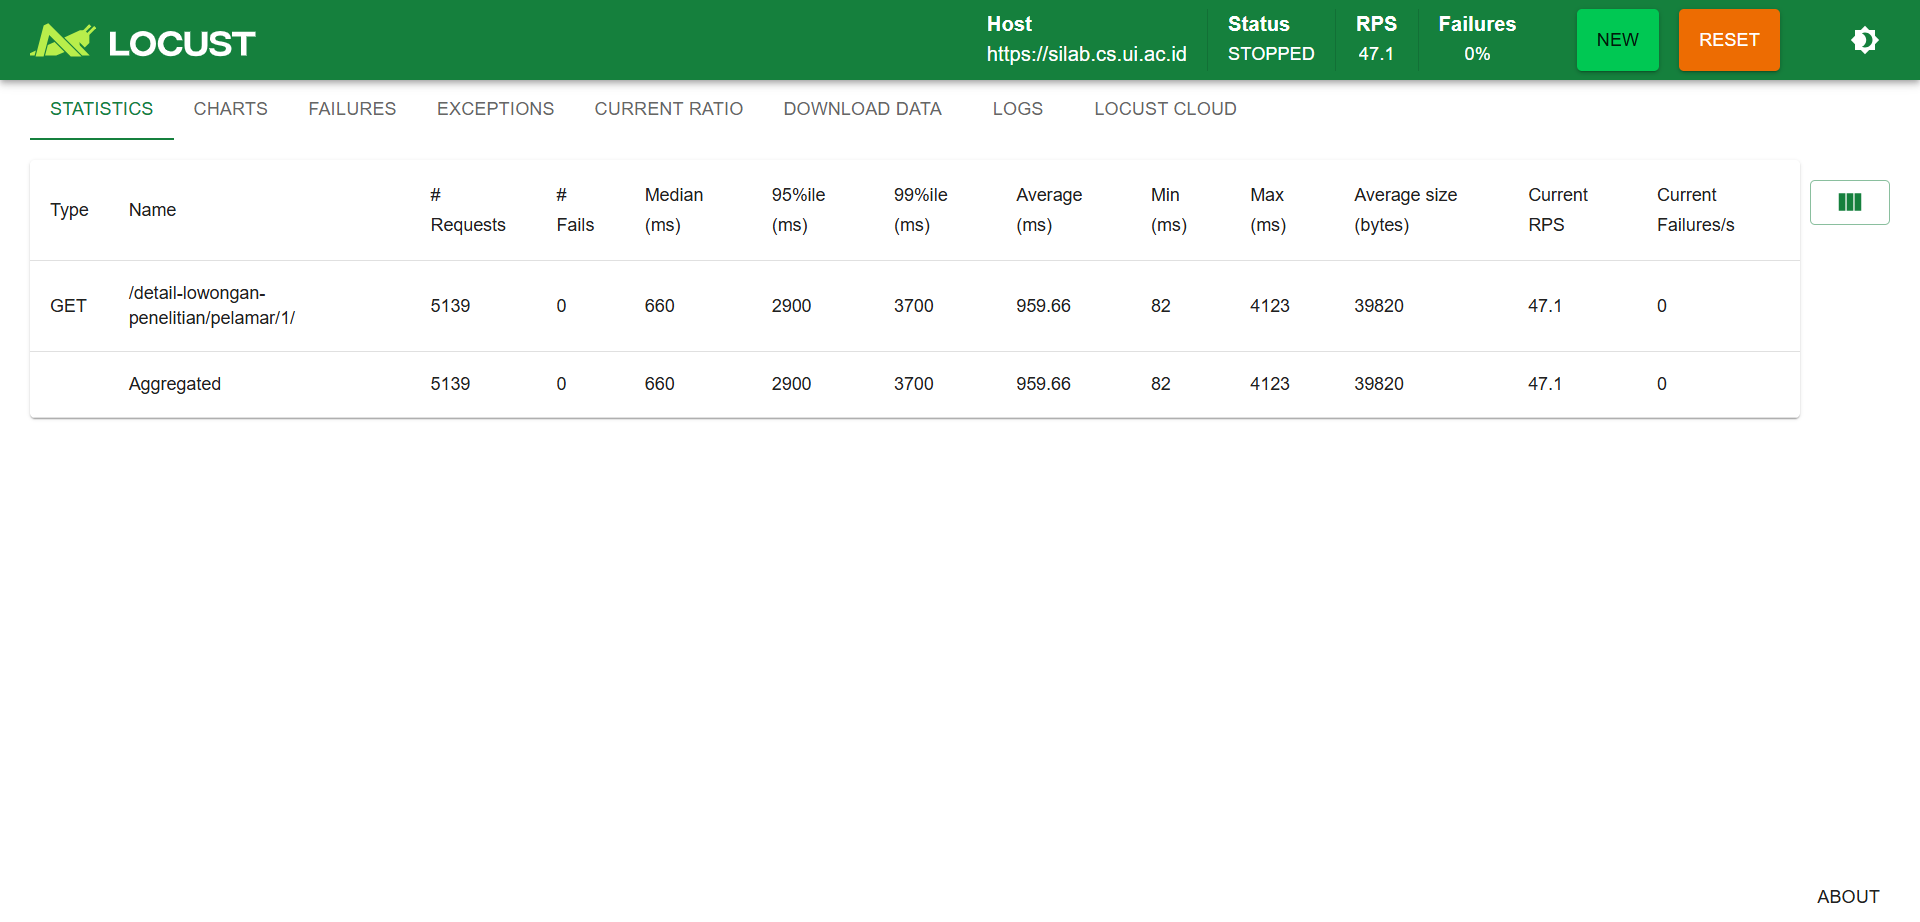 LOCUST
Host
https://silab.cs.ui.ac.id
Status
STOPPED
RPS
47.1
Failures
0%
NEW
RESET
STATISTICS CHARTS FAILURES EXCEPTIONS CURRENT RATIO DOWNLOAD DATA LOGS LOCUST CLOUD
Type Name # Requests # Fails Median (ms) 95%ile (ms) 99%ile (ms) Average (ms) Min (ms) Max (ms) Average size (bytes) Current RPS Current Failures/s
GET /detail-lowongan-penelitian/pelamar/1/ 5139 0 660 2900 3700 959.66 82 4123 39820 47.1 0
Aggregated 5139 0 660 2900 3700 959.66 82 4123 39820 47.1 0
ABOUT